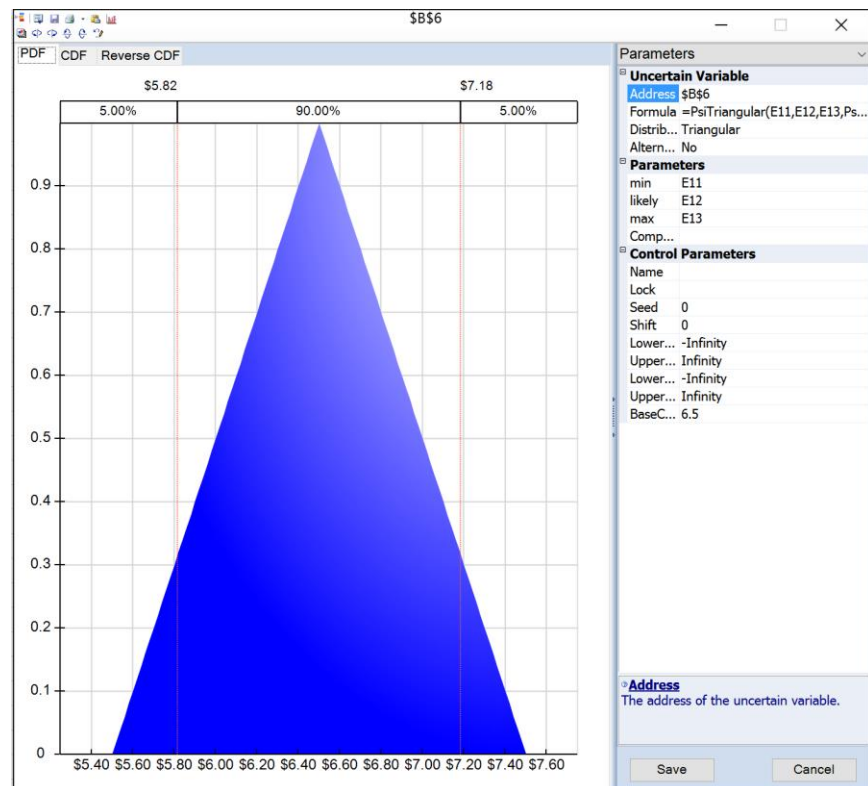 $B$6
PDF CDF Reverse CDF
$5.82 $7.18
5.00% 90.00% 5.00%
0.9
0.8
0.7
0.6
0.5
0.4
0.3
0.2
0.1
0
$5.40 $5.60 $5.80 $6.00 $6.20 $6.40 $6.60 $6.80 $7.00 $7.20 $7.40 $7.60
Parameters
Uncertain Variable
Address $B$6
Formula =PsiTriangular(E11,E12,E13,Ps...
Distrib... Triangular
Altern... No
Parameters
min E11
likely E12
max E13
Comp...
Control Parameters
Name
Lock
Seed 0
Shift 0
Lower... -Infinity
Upper... Infinity
Lower... -Infinity
Upper... Infinity
BaseC... 6.5
Address
The address of the uncertain variable.
Save Cancel